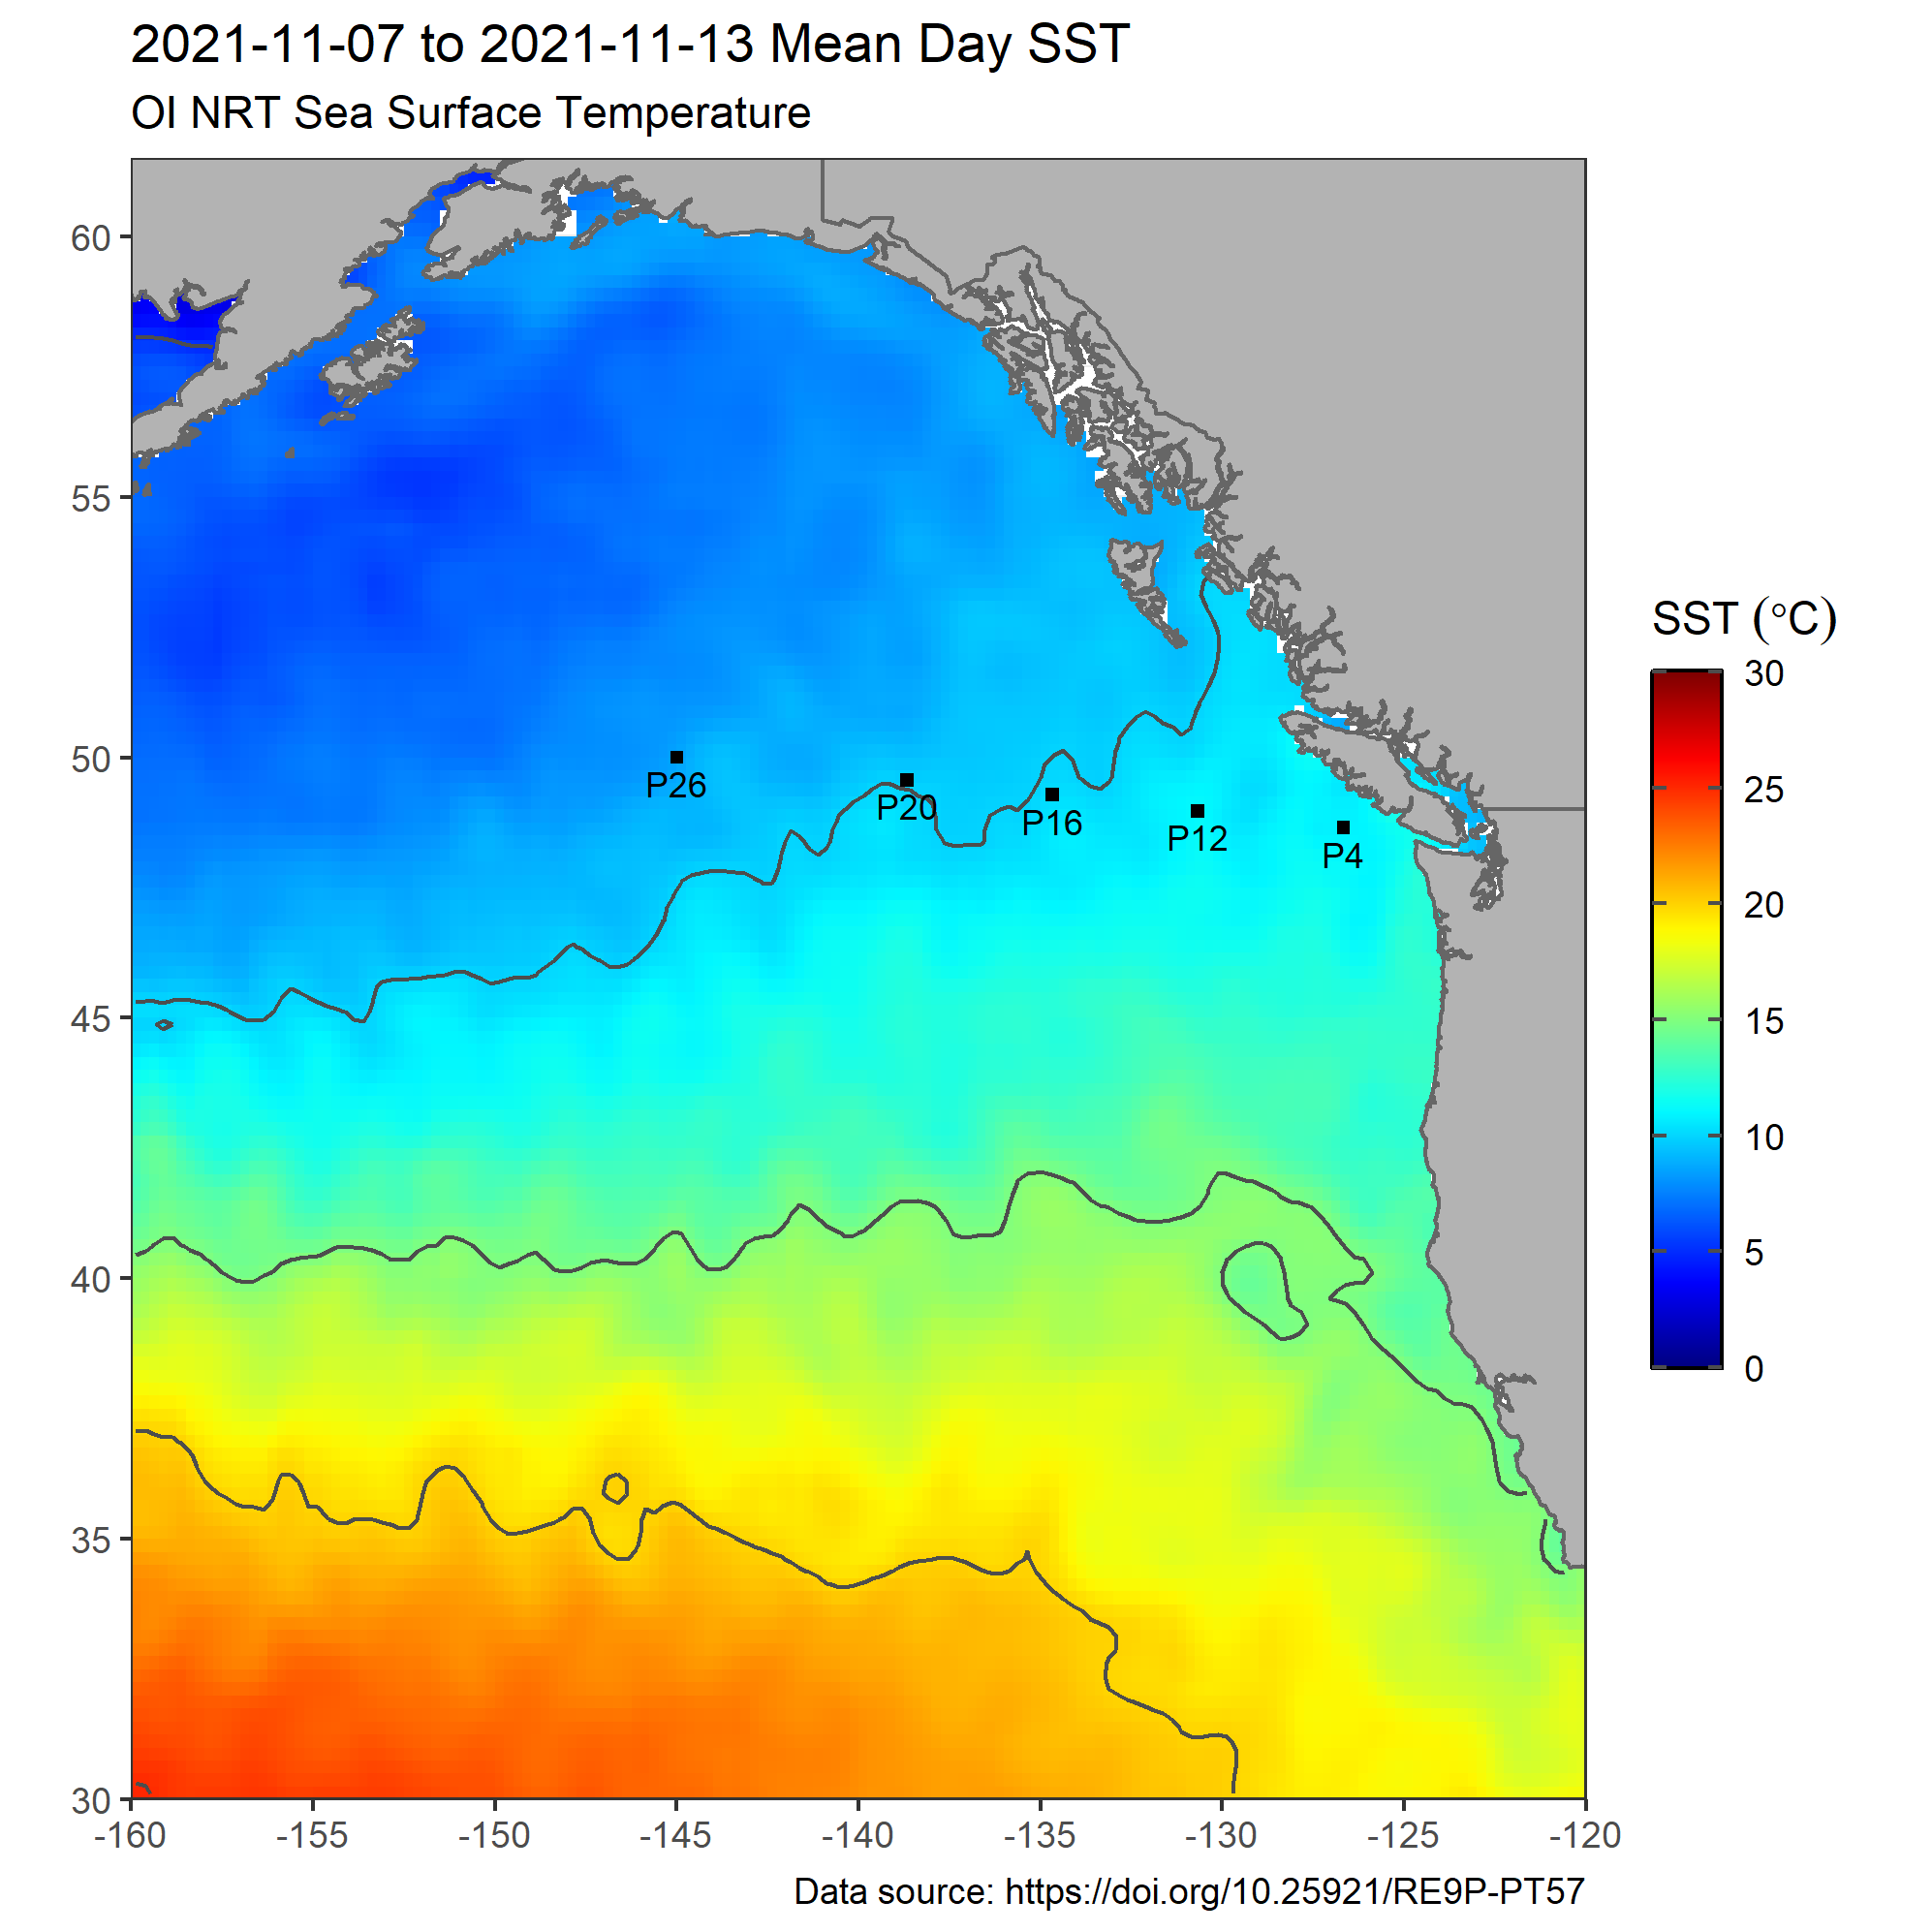 2021-11-07 to 2021-11-13 Mean Day SST
OI NRT Sea Surface Temperature
60
55
50
45
40
35
30
-160
-155
-150
-145
-140
-135
-130
-125
-120
P26
P20
P16
P12
P4
SST (°C)
30
25
20
15
10
5
0
Data source: https://doi.org/10.25921/RE9P-PT57